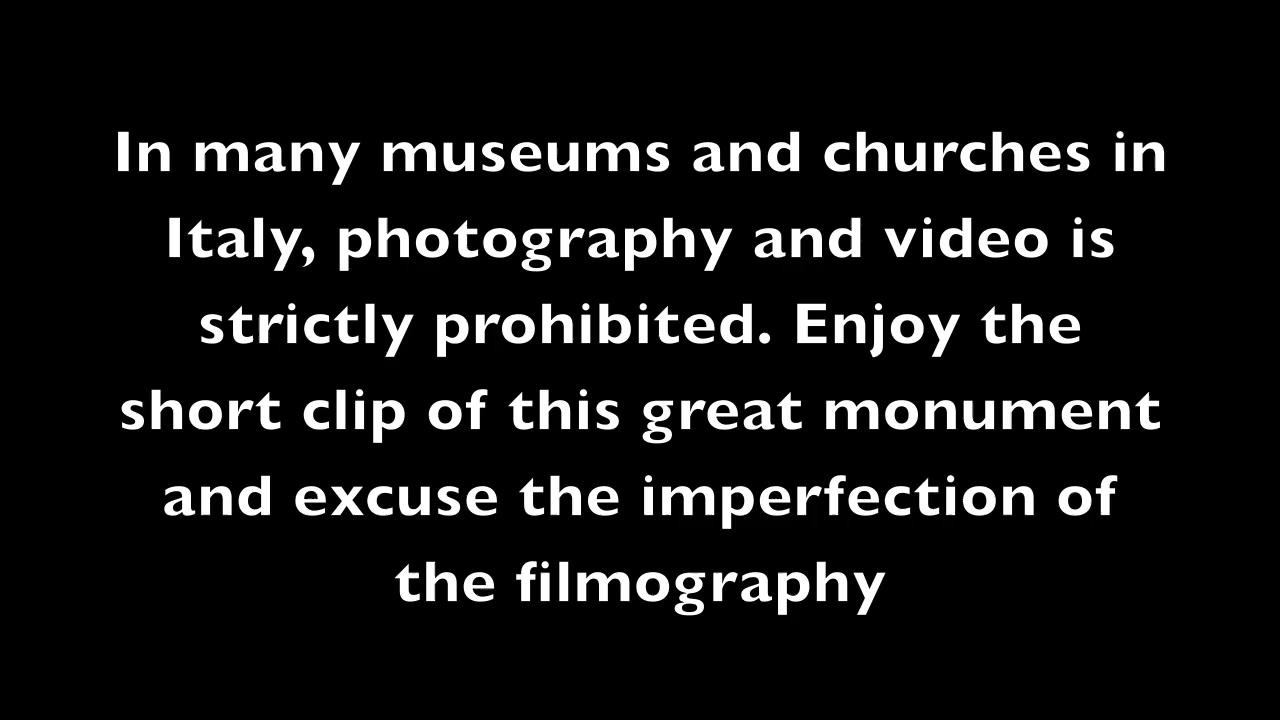 In many museums and churches in
Italy, photography and video is
strictly prohibited. Enjoy the
short clip of this great monument
and excuse the imperfection of
the filmography